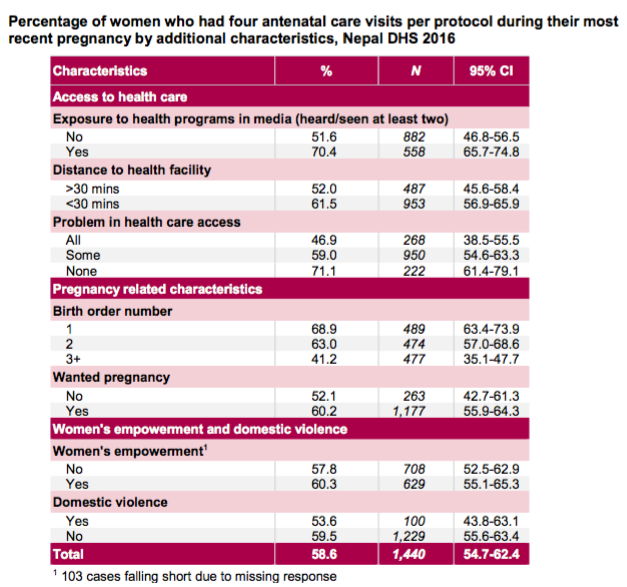 Percentage of women who had four antenatal care visits per protocol during their most
recent pregnancy by additional characteristics, Nepal DHS 2016
Characteristics % N 95% CI
Access to health care
Exposure to health programs in media (heard/seen at least two)
No 51.6 882 46.8-56.5
Yes 70.4 558 65.7-74.8
Distance to health facility
>30 mins 52.0 487 45.6-58.4
<30 mins 61.5 953 56.9-65.9
Problem in health care access
All 46.9 268 38.5-55.5
Some 59.0 950 54.6-63.3
None 71.1 222 61.4-79.1
Pregnancy related characteristics
Birth order number
1 68.9 489 63.4-73.9
2 63.0 474 57.0-68.6
3+ 41.2 477 35.1-47.7
Wanted pregnancy
No 52.1 263 42.7-61.3
Yes 60.2 1,177 55.9-64.3
Women's empowerment and domestic violence
Women's empowerment¹
No 57.8 708 52.5-62.9
Yes 60.3 629 55.1-65.3
Domestic violence
Yes 53.6 100 43.8-63.1
No 59.5 1,229 55.6-63.4
Total 58.6 1,440 54.7-62.4
¹ 103 cases falling short due to missing response